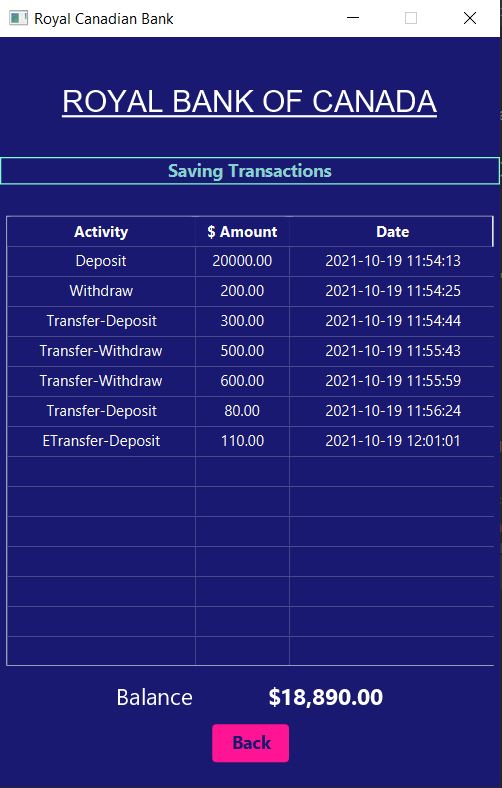 Royal Canadian Bank
ROYAL BANK OF CANADA
Saving Transactions
Activity $ Amount Date
Deposit 20000.00 2021-10-19 11:54:13
Withdraw 200.00 2021-10-19 11:54:25
Transfer-Deposit 300.00 2021-10-19 11:54:44
Transfer-Withdraw 500.00 2021-10-19 11:55:43
Transfer-Withdraw 600.00 2021-10-19 11:55:59
Transfer-Deposit 80.00 2021-10-19 11:56:24
ETransfer-Deposit 110.00 2021-10-19 12:01:01
Balance $18,890.00
Back